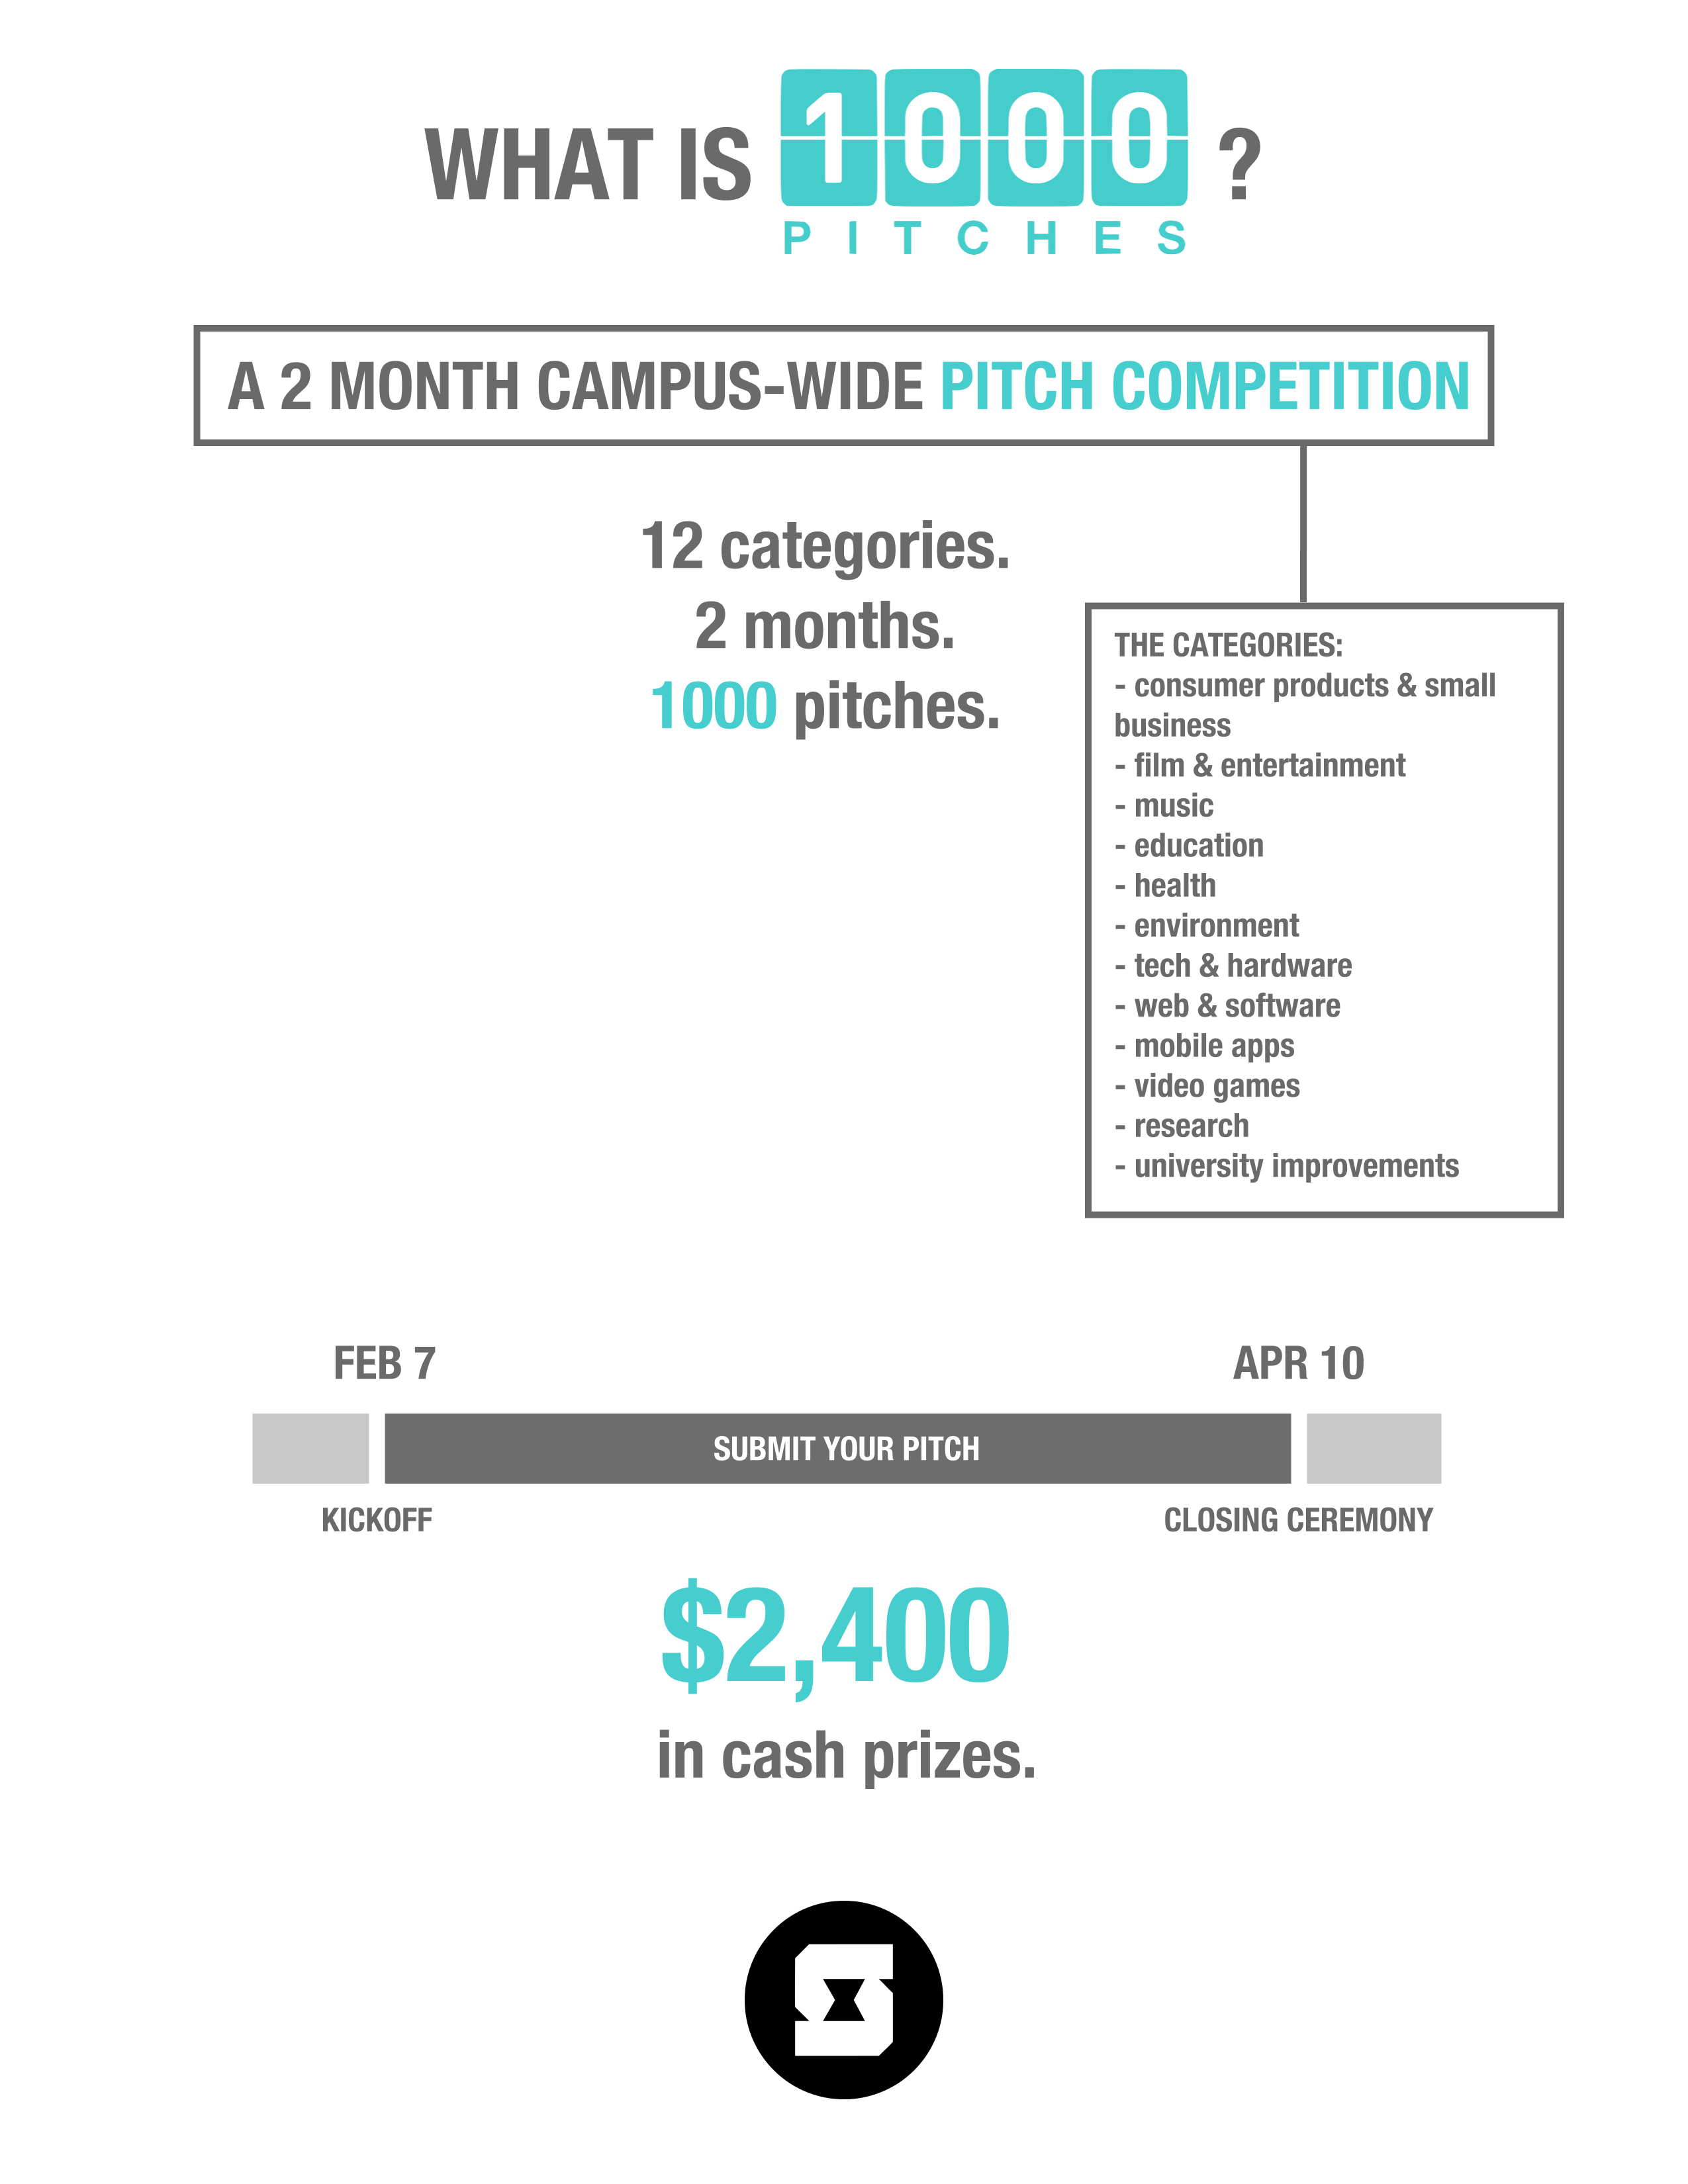 WHAT IS 1000 ?
PITCHES
A 2 MONTH CAMPUS-WIDE PITCH COMPETITION
12 categories.
2 months.
1000 pitches.
THE CATEGORIES:
- consumer products & small
business
- film & entertainment
- music
- education
- health
- environment
- tech & hardware
- web & software
- mobile apps
- video games
- research
- university improvements
FEB 7
APR 10
SUBMIT YOUR PITCH
KICKOFF
CLOSING CEREMONY
$2,400
in cash prizes.
S